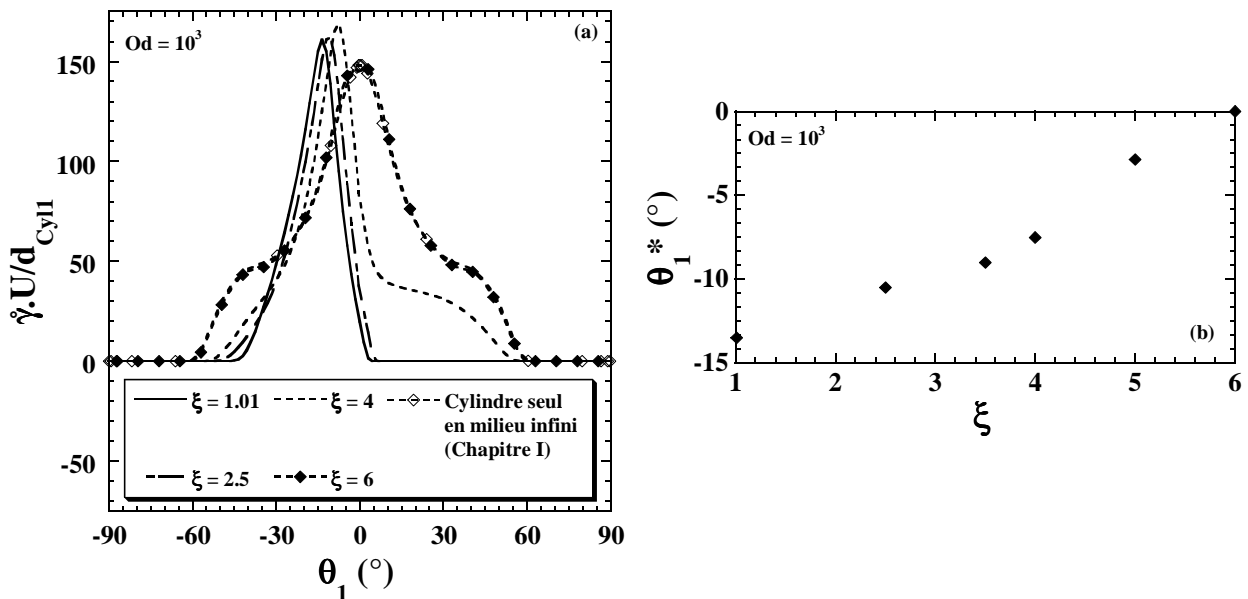 Od = 10³
(a)
150
100
50
0
-50
γ̊.U/d_Cyl1
ξ = 1.01
ξ = 4
Cylindre seul
en milieu infini
(Chapitre I)
ξ = 2.5
ξ = 6
-90 -60 -30 0 30 60 90
θ_1 (°)
0
-5
-10
-15
Od = 10³
θ_1* (°)
(b)
1 2 3 4 5 6
ξ